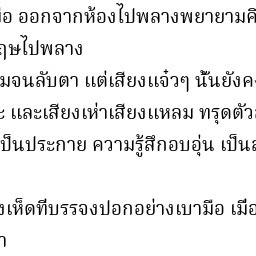 มือ ออกจากห้องไปพลางพยายามคิ
ฤษไปพลาง
มจนลับตา แต่เสียงแจ๋วๆ นั้นยังค
ะ และเสียงเห่าเสียงแหลม ทรุดตัว
เป็นประกาย ความรู้สึกอบอุ่น เป็น
งเห็ดทีบรรจงปอกอย่างเบามือ เมื่อ
า